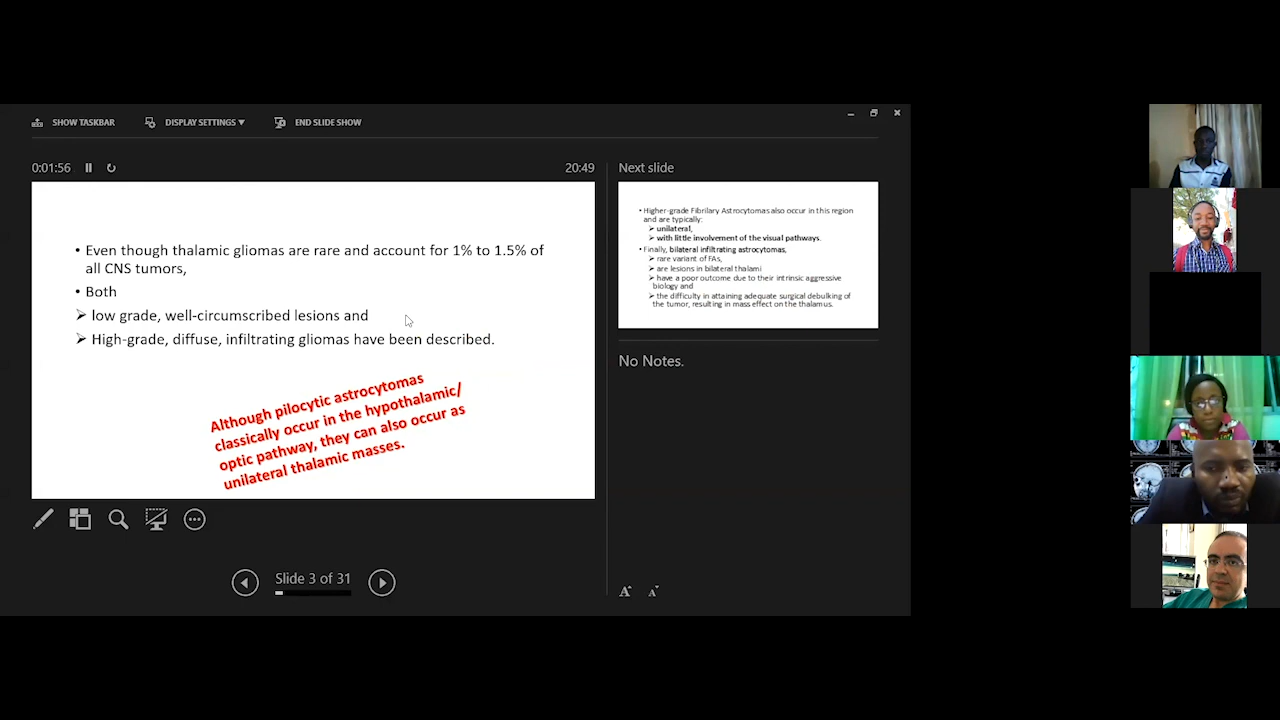 SHOW TASKBAR
DISPLAY SETTINGS ▼
END SLIDE SHOW
0:01:56
20:49
Next slide
• Even though thalamic gliomas are rare and account for 1% to 1.5% of
all CNS tumors,
• Both
➢ low grade, well-circumscribed lesions and
➢ High-grade, diffuse, infiltrating gliomas have been described.
Although pilocytic astrocytomas
classically occur in the hypothalamic/
optic pathway, they can also occur as
unilateral thalamic masses.
• Higher-grade Fibrilary Astrocytomas also occur in this region
and are typically:
➢ unilateral,
➢ with little involvement of the visual pathways.
• Finally, bilateral infiltrating astrocytomas,
➢ rare variant of FAs,
➢ are lesions in bilateral thalami
➢ have a poor outcome due to their intrinsic aggressive
biology and
➢ the difficulty in attaining adequate surgical debulking of
the tumor, resulting in mass effect on the thalamus.
No Notes.
Slide 3 of 31
A A